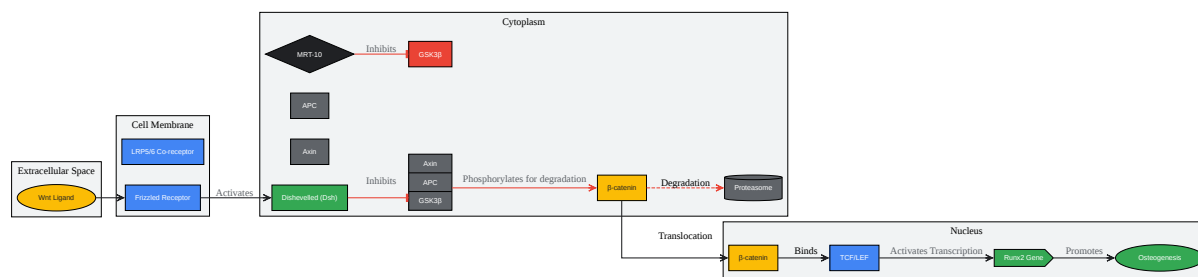 Cytoplasm
MRT-10
Inhibits
GSK3β
APC
Cell Membrane
LRP5/6 Co-receptor
Axin
Extracellular Space
Wnt Ligand
Frizzled Receptor
Activates
Dishevelled (Dsh)
Inhibits
Axin
APC
GSK3β
Phosphorylates for degradation
β-catenin
Degradation
Proteasome
Translocation
Nucleus
β-catenin
Binds
TCF/LEF
Activates Transcription
Runx2 Gene
Promotes
Osteogenesis